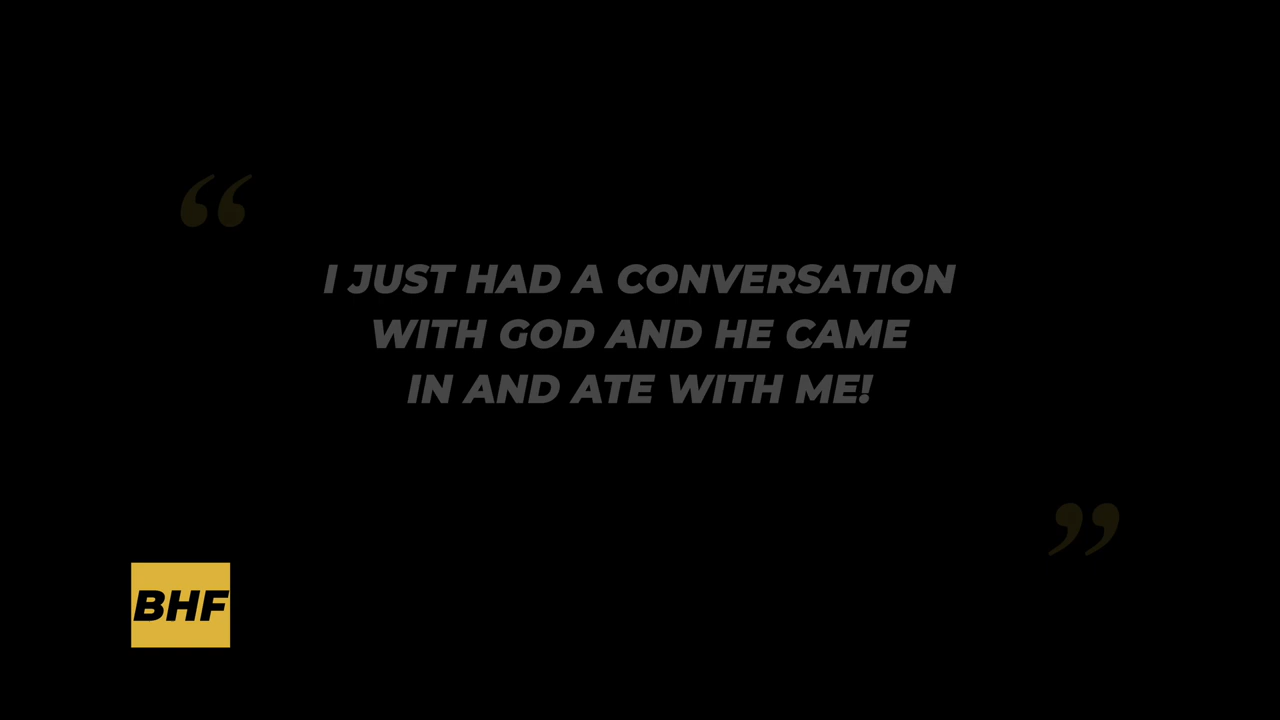 “
I JUST HAD A CONVERSATION
WITH GOD AND HE CAME
IN AND ATE WITH ME!
”
BHF